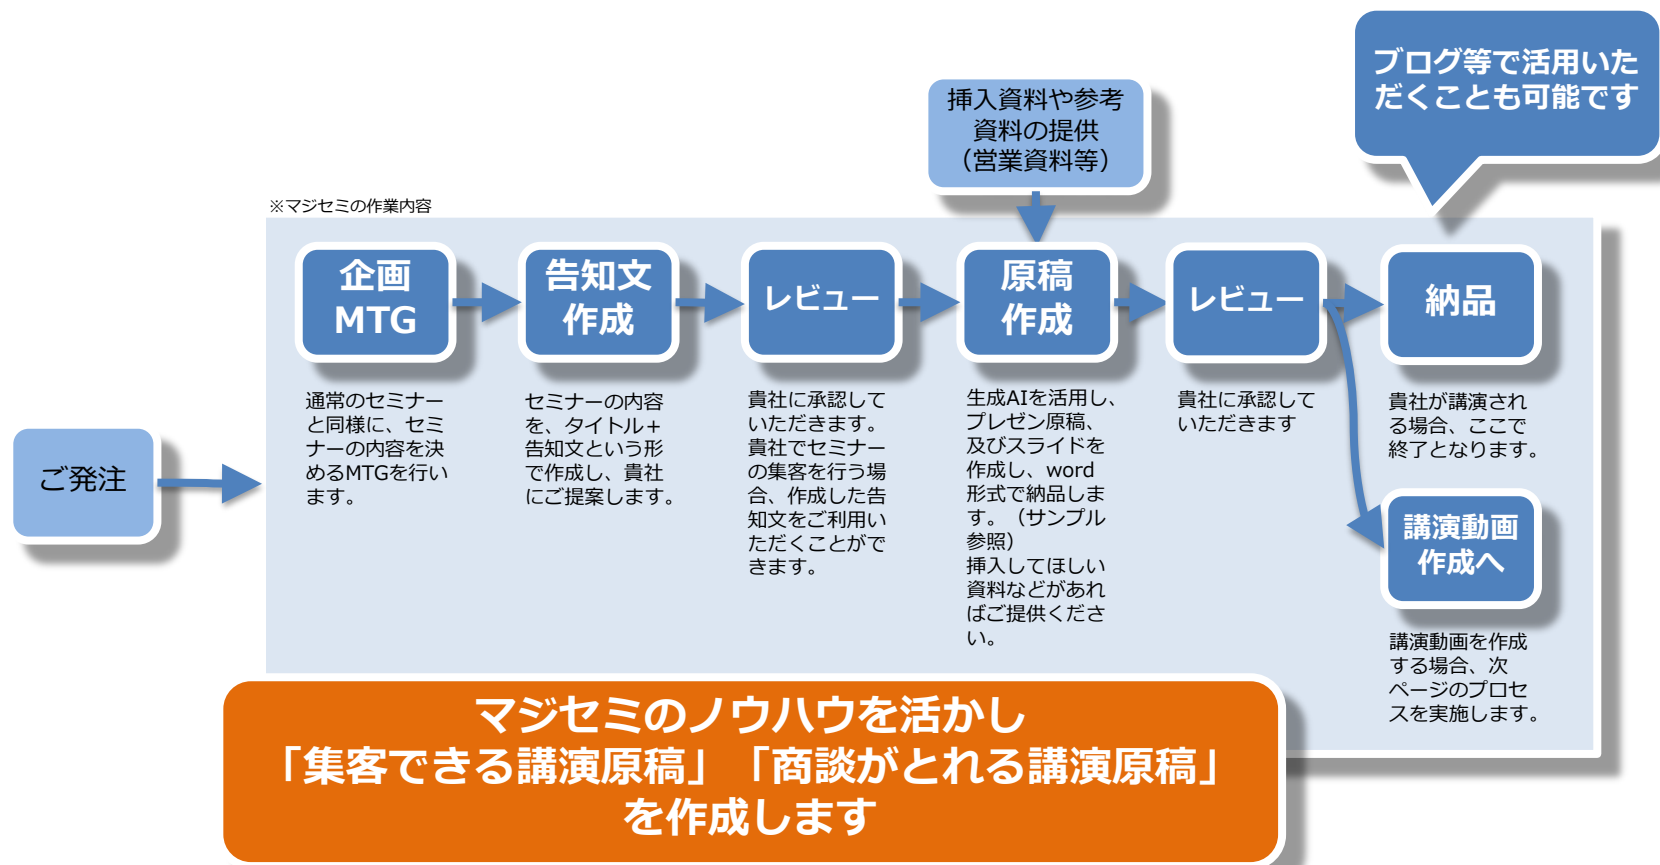 ブログ等で活用いた
だくことも可能です
挿入資料や参考
資料の提供
（営業資料等）
※マジセミの作業内容
企画
MTG
告知文
作成
レビュー
原稿
作成
レビュー
納品
通常のセミナー
と同様に、セミ
ナーの内容を決
めるMTGを行い
ます。
セミナーの内容
を、タイトル＋
告知文という形
で作成し、貴社
にご提案します。
貴社に承認して
いただきます。
貴社でセミナー
の集客を行う場
合、作成した告
知文をご利用い
ただくことがで
きます。
生成AIを活用し、
プレゼン原稿、
及びスライドを
作成し、word
形式で納品しま
す。（サンプル
参照）
挿入してほしい
資料などがあれ
ばご提供くださ
い。
貴社に承認して
いただきます
貴社が講演され
る場合、ここで
終了となります。
ご発注
講演動画
作成へ
講演動画を作成
する場合、次
ページのプロセ
スを実施します。
マジセミのノウハウを活かし
「集客できる講演原稿」「商談がとれる講演原稿」
を作成します